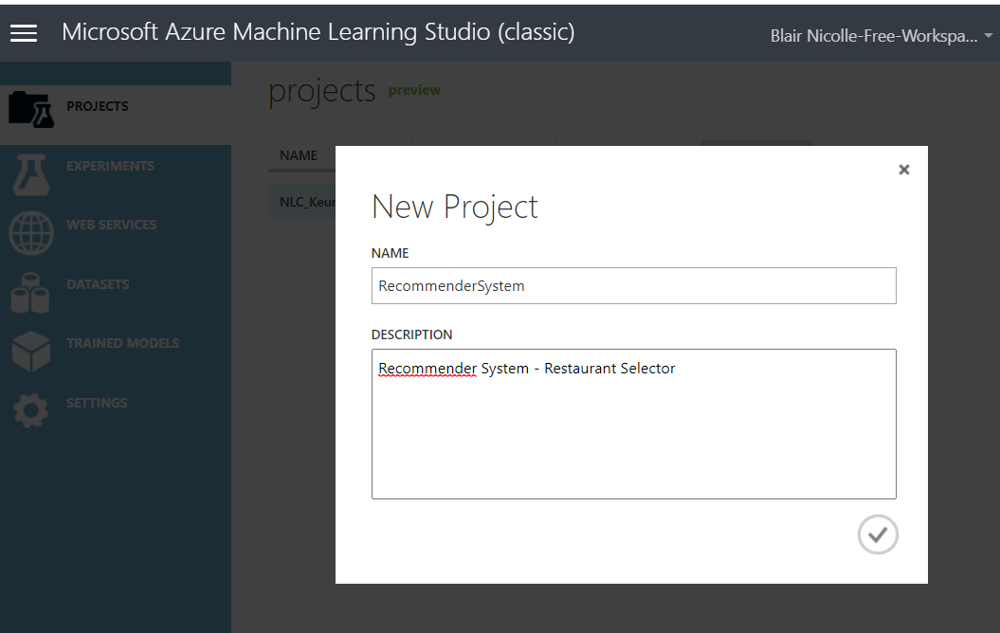 Microsoft Azure Machine Learning Studio (classic)
Blair Nicolle-Free-Workspa...
PROJECTS
EXPERIMENTS
WEB SERVICES
DATASETS
TRAINED MODELS
SETTINGS
projects preview
NAME
NLC_Keur
New Project
NAME
RecommenderSystem
DESCRIPTION
Recommender System - Restaurant Selector